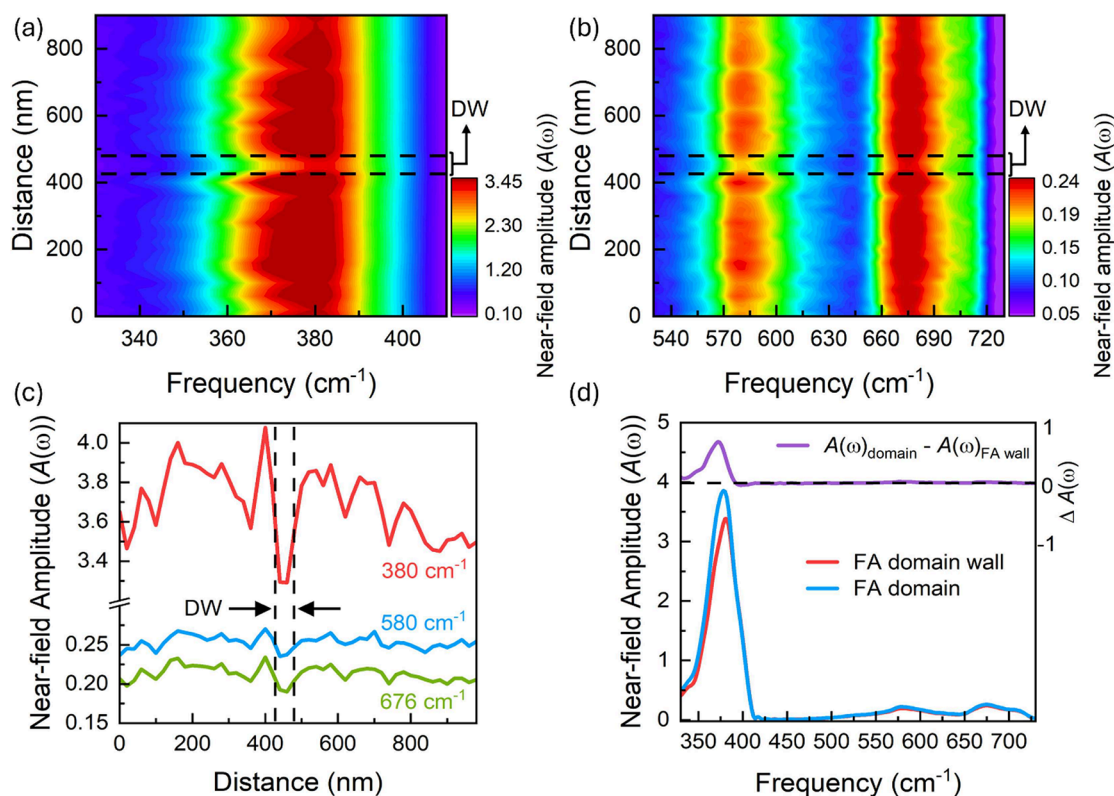 (a)
Distance (nm)
800
600
400
200
0
340
360
380
400
Frequency (cm-1)
DW
3.45
2.30
1.20
0.10
Near-field amplitude (A(ω))
(b)
Distance (nm)
800
600
400
200
0
540
570
600
630
660
690
720
Frequency (cm-1)
DW
0.24
0.19
0.15
0.10
0.05
Near-field amplitude (A(ω))
(c)
Near-field Amplitude (A(ω))
4.0
3.8
3.6
3.4
0.25
0.20
0.15
380 cm-1
DW
580 cm-1
676 cm-1
0
200
400
600
800
Distance (nm)
(d)
Near-field Amplitude (A(ω))
6
5
4
3
2
1
0
A(ω)domain - A(ω)FA wall
FA domain wall
FA domain
1
0
-1
Δ A(ω)
350
400
450
500
550
600
650
700
Frequency (cm-1)